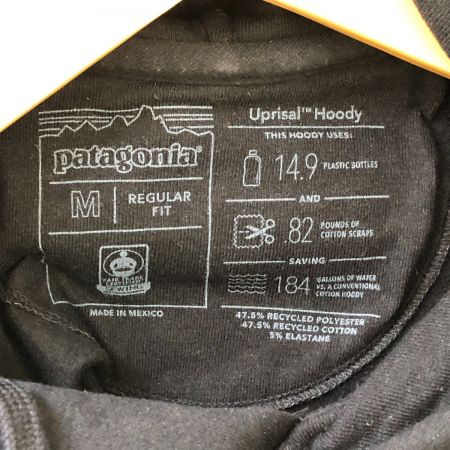 patagonia®
M
REGULAR
FIT
FAIR TRADE
CERTIFIED
SEWING
MADE IN MEXICO
Uprisal™ Hoody
THIS HOODY USES:
14.9 PLASTIC BOTTLES
AND
.82 POUNDS OF
COTTON SCRAPS
SAVING
184 GALLONS OF WATER
VS. A CONVENTIONAL
COTTON HOODY
47.5% RECYCLED POLYESTER
47.5% RECYCLED COTTON
5% ELASTANE